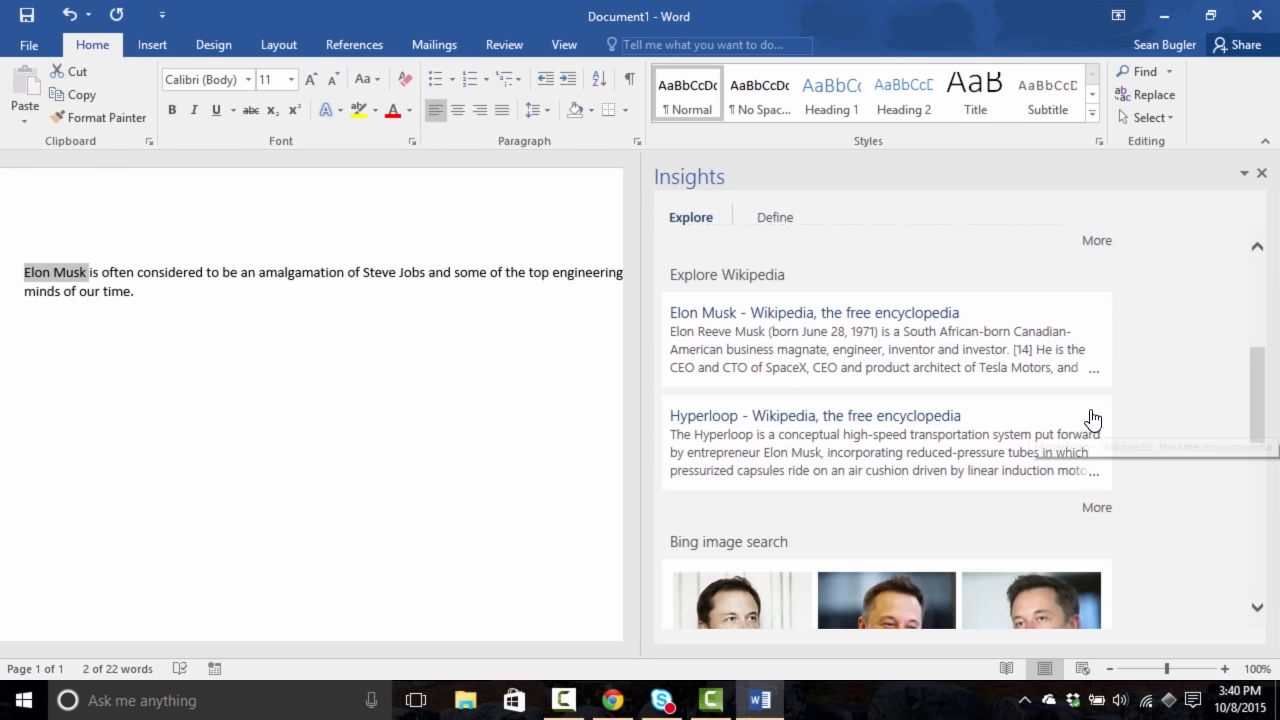 Document1 - Word
File Home Insert Design Layout References Mailings Review View Tell me what you want to do... Sean Bugler Share
Paste
Cut
Copy
Format Painter
Clipboard
Calibri (Body) 11 Aa
B I U abc x₂ x² A A
Font
Paragraph
AaBbCcDc AaBbCcDc AaBbCc AaBbCcC AaB AaBbCcC
¶ Normal ¶ No Spac... Heading 1 Heading 2 Title Subtitle
Styles
Find
Replace
Select
Editing
Elon Musk is often considered to be an amalgamation of Steve Jobs and some of the top engineering
minds of our time.
Insights
Explore Define
More
Explore Wikipedia
Elon Musk - Wikipedia, the free encyclopedia
Elon Reeve Musk (born June 28, 1971) is a South African-born Canadian-
American business magnate, engineer, inventor and investor. [14] He is the
CEO and CTO of SpaceX, CEO and product architect of Tesla Motors, and ...
Hyperloop - Wikipedia, the free encyclopedia
The Hyperloop is a conceptual high-speed transportation system put forward
by entrepreneur Elon Musk, incorporating reduced-pressure tubes in which
pressurized capsules ride on an air cushion driven by linear induction moto...
More
Bing image search
Page 1 of 1 2 of 22 words 100%
Ask me anything
3:40 PM
10/8/2015